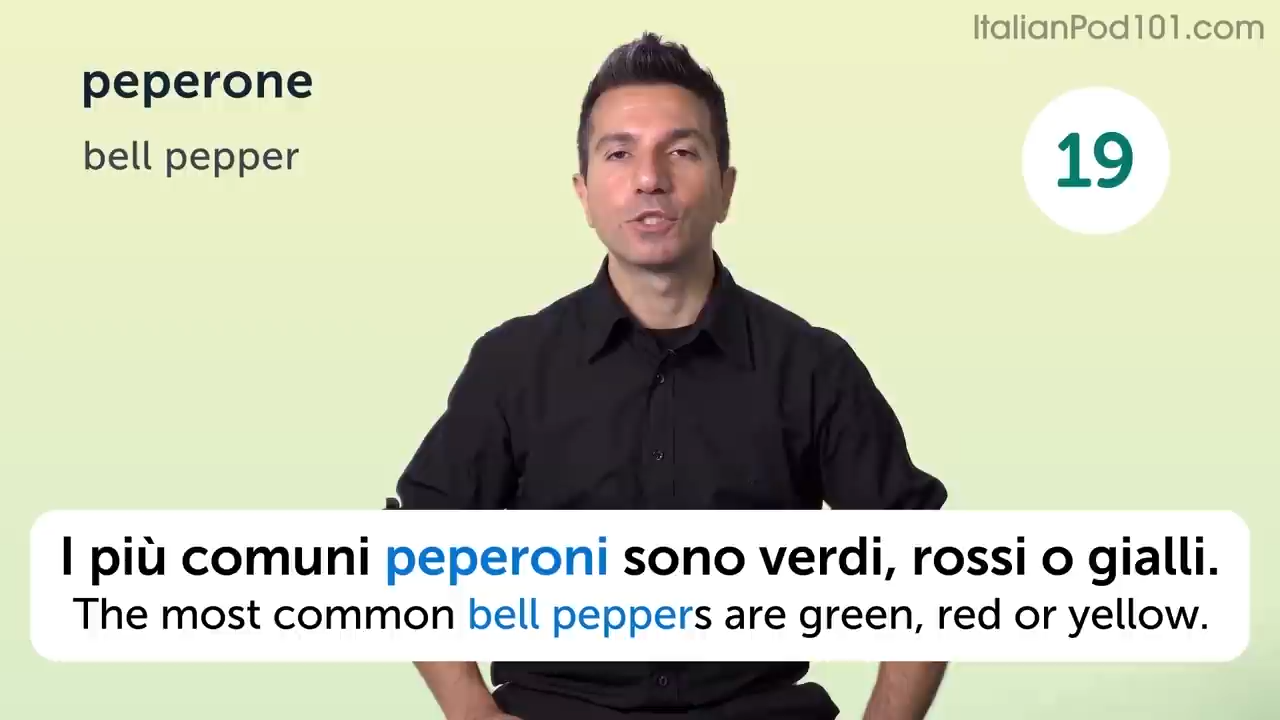 ItalianPod101.com
peperone
bell pepper
19
I più comuni peperoni sono verdi, rossi o gialli.
The most common bell peppers are green, red or yellow.